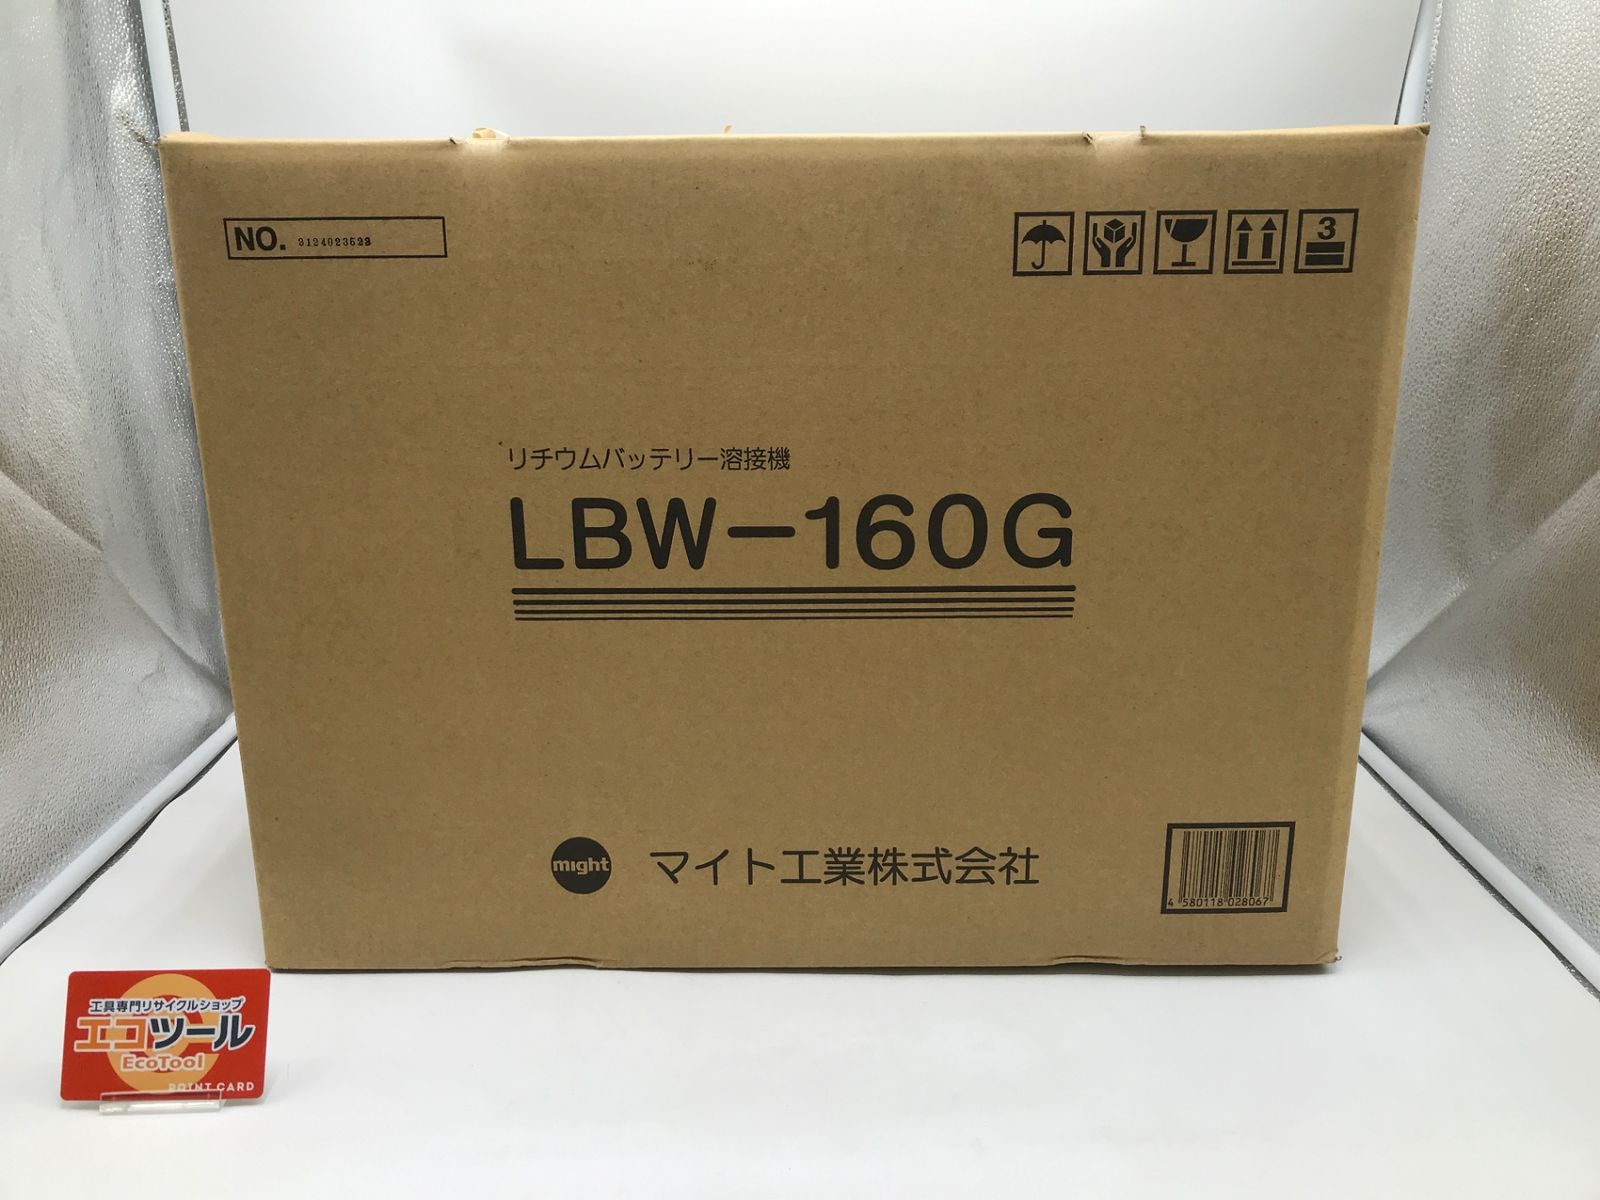 NO. 3124023523
3
リチウムバッテリー溶接機
LBW-160G
might マイト工業株式会社
4 580118 028067
工具専門リサイクルショップ
エコツール
EcoTool
POINT CARD